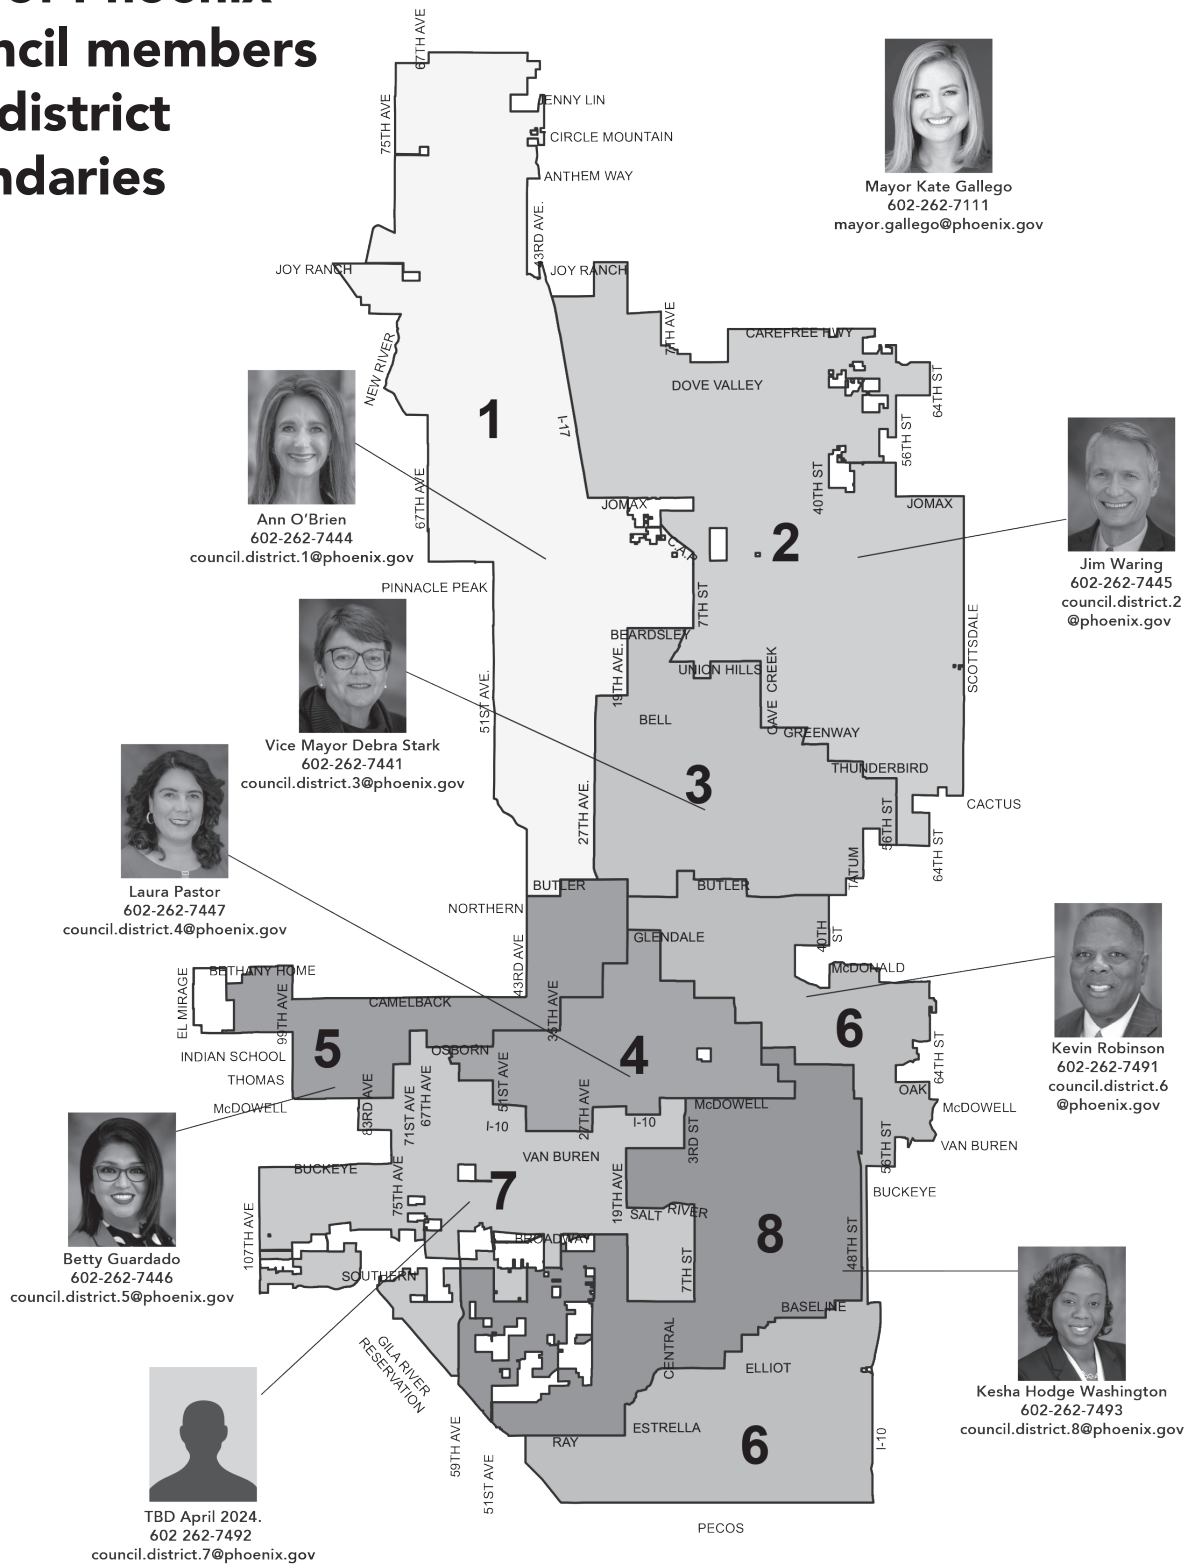 of Phoenix
ncil members
district
ndaries
67TH AVE
75TH AVE
JENNY LIN
CIRCLE MOUNTAIN
ANTHEM WAY
43RD AVE.
JOY RANCH
JOY RANCH
Mayor Kate Gallego
602-262-7111
mayor.gallego@phoenix.gov
7TH AVE
CAREFREE HWY
NEW RIVER
DOVE VALLEY
64TH ST
1
I-17
56TH ST
40TH ST
67TH AVE
JOMAX
JOMAX
Ann O’Brien
602-262-7444
council.district.1@phoenix.gov
C.A.P
2
Jim Waring
602-262-7445
council.district.2
@phoenix.gov
PINNACLE PEAK
7TH ST
BEARDSLEY
SCOTTSDALE
19TH AVE.
UNION HILLS
CAVE CREEK
51ST AVE.
BELL
GREENWAY
Vice Mayor Debra Stark
602-262-7441
council.district.3@phoenix.gov
THUNDERBIRD
3
27TH AVE.
56TH ST
CACTUS
64TH ST
TATUM
Laura Pastor
602-262-7447
council.district.4@phoenix.gov
BUTLER
BUTLER
NORTHERN
GLENDALE
40TH ST
43RD AVE
McDONALD
BETHANY HOME
EL MIRAGE
99TH AVE
CAMELBACK
35TH AVE
6
5
4
INDIAN SCHOOL
OSBORN
64TH ST
Kevin Robinson
602-262-7491
council.district.6
@phoenix.gov
THOMAS
51ST AVE
OAK
McDOWELL
83RD AVE
71ST AVE
67TH AVE
27TH AVE
McDOWELL
McDOWELL
I-10
I-10
3RD ST
VAN BUREN
VAN BUREN
56TH ST
BUCKEYE
75TH AVE
7
19TH AVE
BUCKEYE
SALT RIVER
8
107TH AVE
BROADWAY
48TH ST
Betty Guardado
602-262-7446
council.district.5@phoenix.gov
SOUTHERN
7TH ST
BASELINE
GILA RIVER
RESERVATION
CENTRAL
ELLIOT
Kesha Hodge Washington
602-262-7493
council.district.8@phoenix.gov
59TH AVE
51ST AVE
RAY
ESTRELLA
6
I-10
TBD April 2024.
602 262-7492
council.district.7@phoenix.gov
PECOS